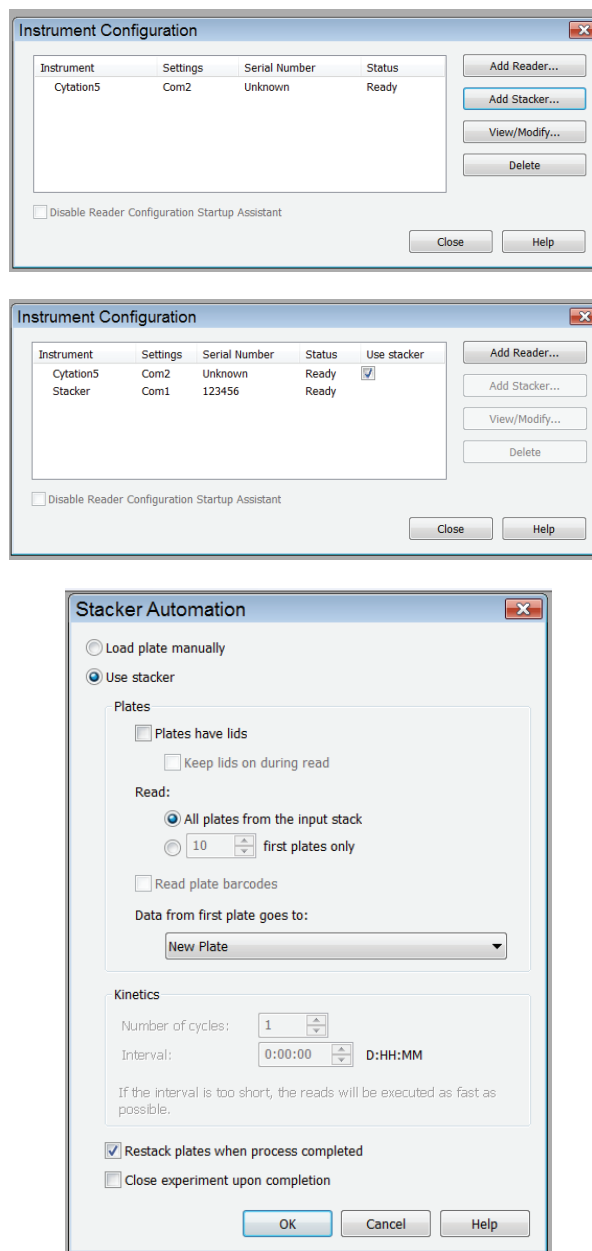 Instrument Configuration
Instrument Settings Serial Number Status
Cytation5 Com2 Unknown Ready
Add Reader...
Add Stacker...
View/Modify...
Delete
Disable Reader Configuration Startup Assistant
Close Help
Instrument Configuration
Instrument Settings Serial Number Status Use stacker
Cytation5 Com2 Unknown Ready
Stacker Com1 123456 Ready
Add Reader...
Add Stacker...
View/Modify...
Delete
Disable Reader Configuration Startup Assistant
Close Help
Stacker Automation
Load plate manually
Use stacker
Plates
Plates have lids
Keep lids on during read
Read:
All plates from the input stack
10 first plates only
Read plate barcodes
Data from first plate goes to:
New Plate
Kinetics
Number of cycles: 1
Interval: 0:00:00 D:HH:MM
If the interval is too short, the reads will be executed as fast as
possible.
Restack plates when process completed
Close experiment upon completion
OK Cancel Help